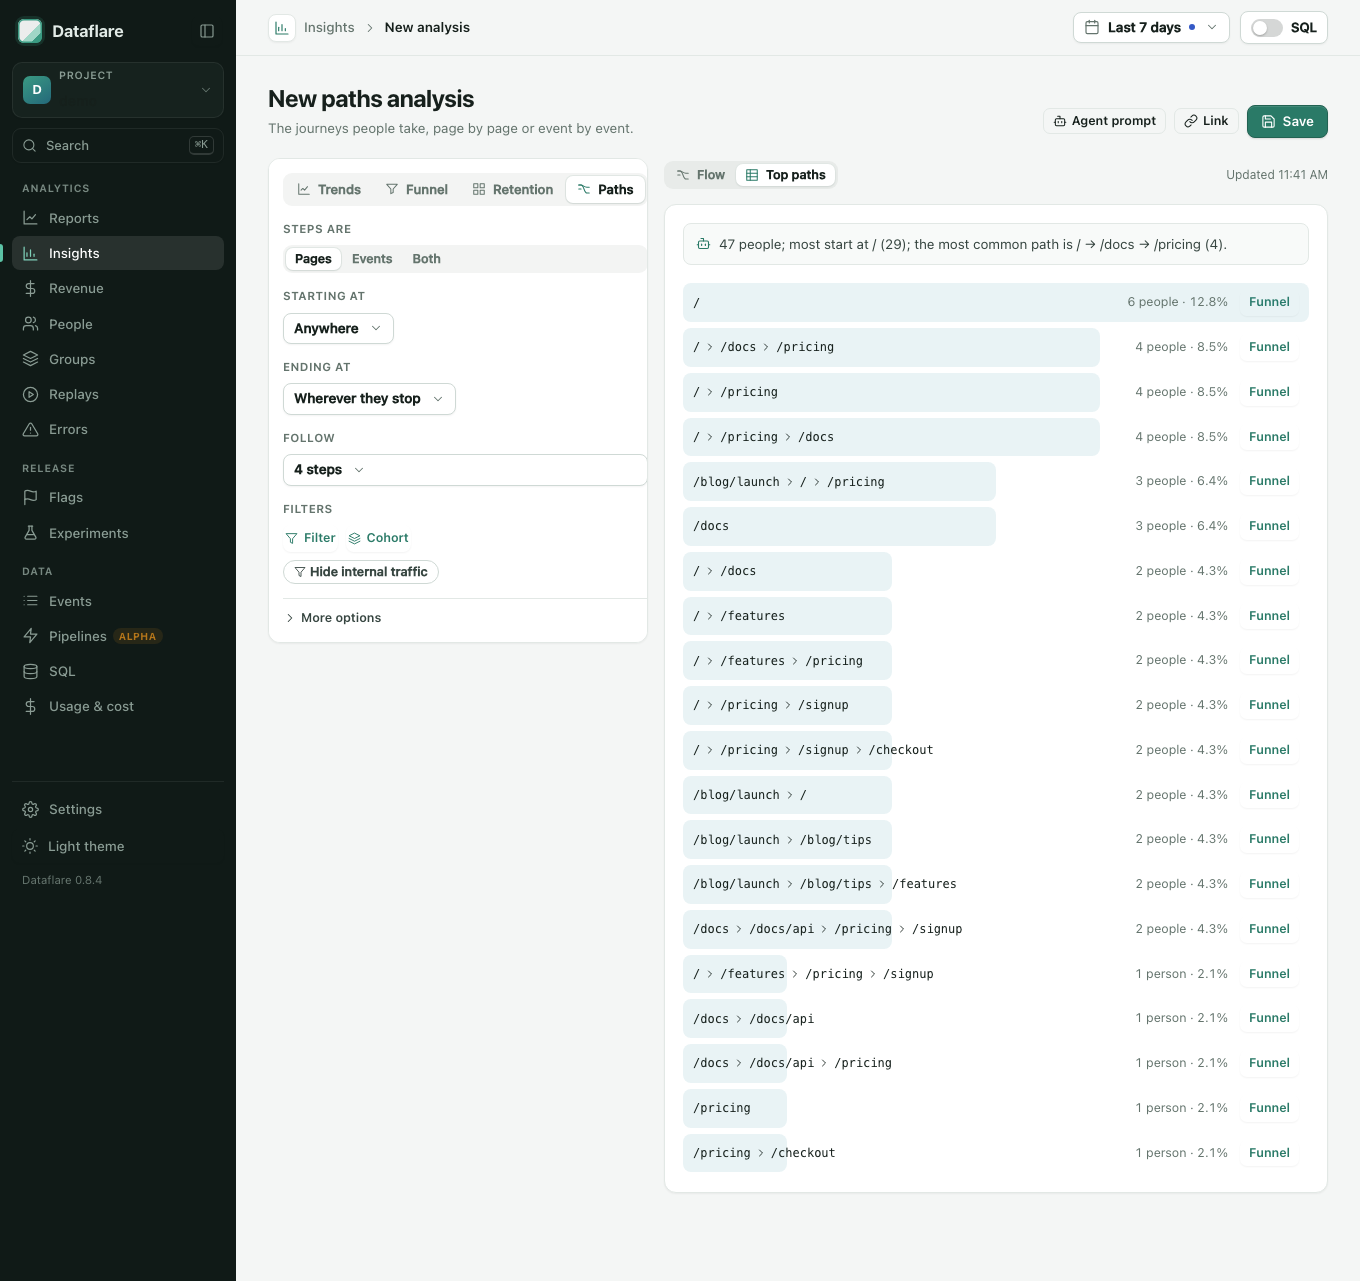 Dataflare
PROJECT
D
Search ⌘K
ANALYTICS
Reports
Insights
Revenue
People
Groups
Replays
Errors
RELEASE
Flags
Experiments
DATA
Events
Pipelines ALPHA
SQL
Usage & cost
Settings
Light theme
Dataflare 0.8.4
Insights > New analysis
Last 7 days
SQL
New paths analysis
The journeys people take, page by page or event by event.
Agent prompt
Link
Save
Trends Funnel Retention Paths
STEPS ARE
Pages Events Both
STARTING AT
Anywhere
ENDING AT
Wherever they stop
FOLLOW
4 steps
FILTERS
Filter Cohort
Hide internal traffic
More options
Flow Top paths
Updated 11:41 AM
47 people; most start at / (29); the most common path is / → /docs → /pricing (4).
/ 6 people · 12.8% Funnel
/ > /docs > /pricing 4 people · 8.5% Funnel
/ > /pricing 4 people · 8.5% Funnel
/ > /pricing > /docs 4 people · 8.5% Funnel
/blog/launch > / > /pricing 3 people · 6.4% Funnel
/docs 3 people · 6.4% Funnel
/ > /docs 2 people · 4.3% Funnel
/ > /features 2 people · 4.3% Funnel
/ > /features > /pricing 2 people · 4.3% Funnel
/ > /pricing > /signup 2 people · 4.3% Funnel
/ > /pricing > /signup > /checkout 2 people · 4.3% Funnel
/blog/launch > / 2 people · 4.3% Funnel
/blog/launch > /blog/tips 2 people · 4.3% Funnel
/blog/launch > /blog/tips > /features 2 people · 4.3% Funnel
/docs > /docs/api > /pricing > /signup 2 people · 4.3% Funnel
/ > /features > /pricing > /signup 1 person · 2.1% Funnel
/docs > /docs/api 1 person · 2.1% Funnel
/docs > /docs/api > /pricing 1 person · 2.1% Funnel
/pricing 1 person · 2.1% Funnel
/pricing > /checkout 1 person · 2.1% Funnel